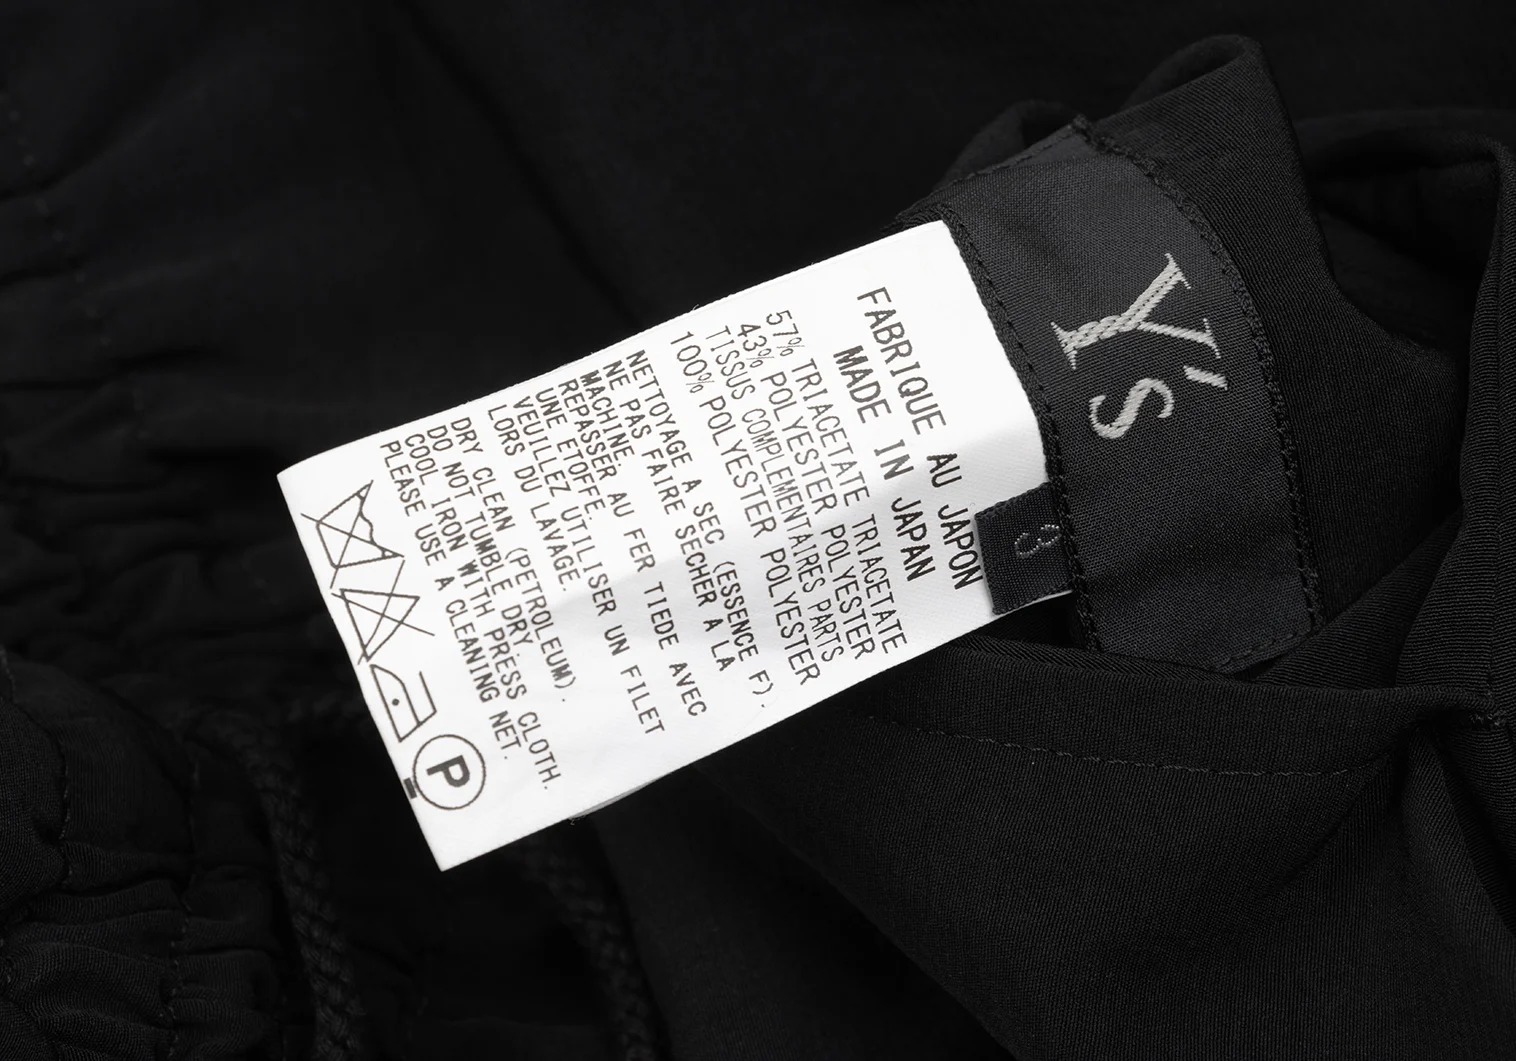 Y's
3
FABRIQUE AU JAPON
MADE IN JAPAN
57% TRIACETATE TRIACETATE
43% POLYESTER POLYESTER
TISSUS COMPLEMENTAIRES PARTS
100% POLYESTER POLYESTER
NETTOYAGE A SEC (ESSENCE F).
NE PAS FAIRE SECHER A LA
MACHINE.
REPASSER AU FER TIEDE AVEC
UNE ETOFFE.
VEUILLEZ UTILISER UN FILET
LORS DU LAVAGE.
DRY CLEAN (PETROLEUM).
DO NOT TUMBLE DRY.
COOL IRON WITH PRESS CLOTH.
PLEASE USE A CLEANING NET.
P